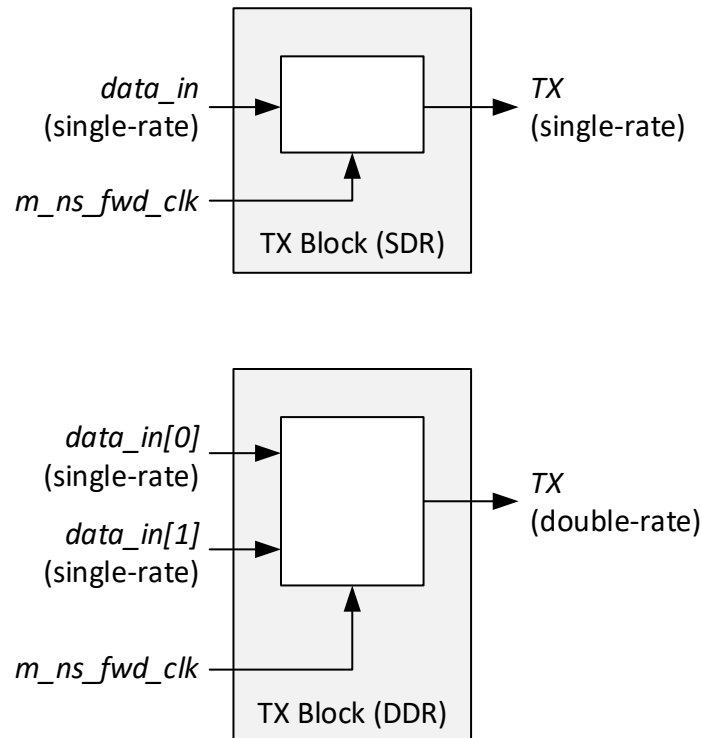 data_in
(single-rate)
TX
(single-rate)
m_ns_fwd_clk
TX Block (SDR)
data_in[0]
(single-rate)
TX
(double-rate)
data_in[1]
(single-rate)
m_ns_fwd_clk
TX Block (DDR)